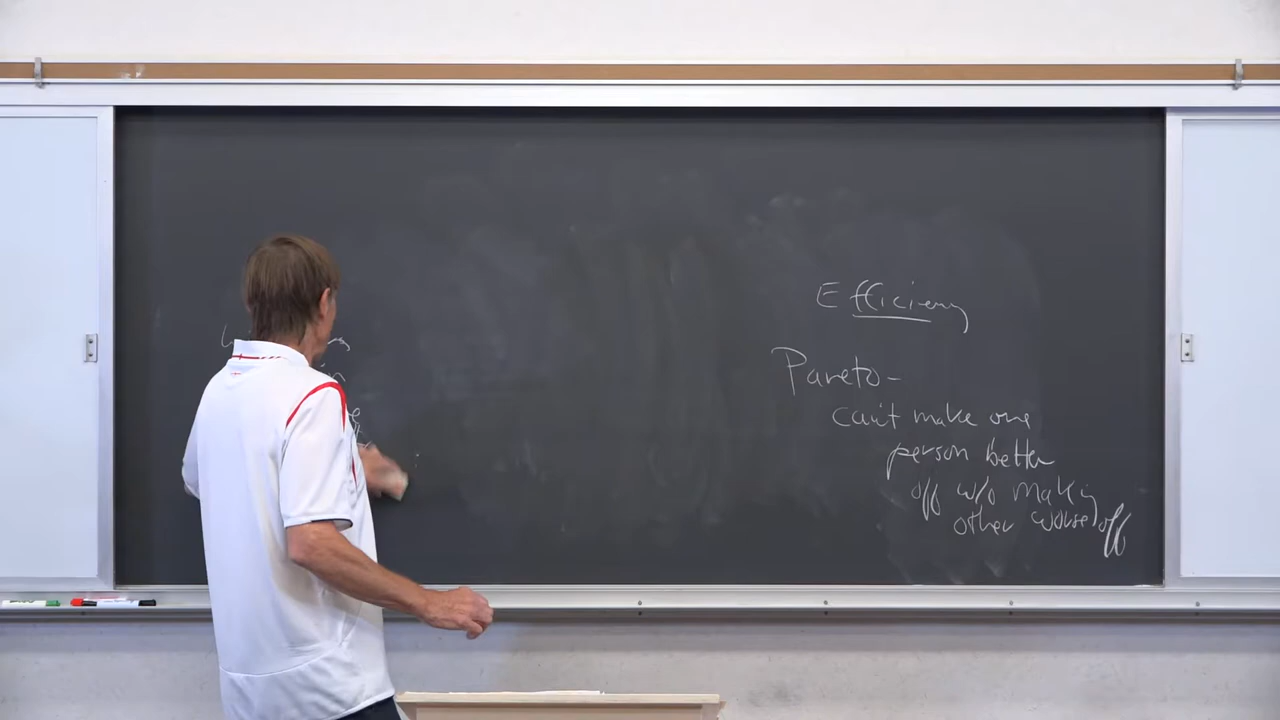 Efficiency
Pareto-
can't make one
person better
off w/o making
other worse off